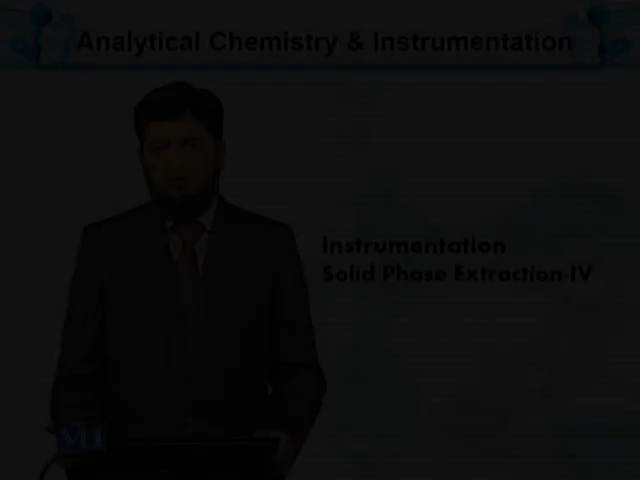 Analytical Chemistry & Instrumentation
Instrumentation
Solid Phase Extraction-IV